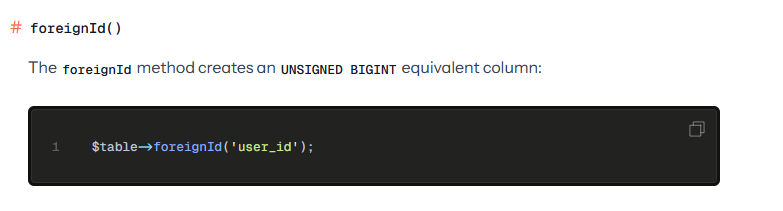 # foreignId()
The foreignId method creates an UNSIGNED BIGINT equivalent column:
1 $table->foreignId('user_id');